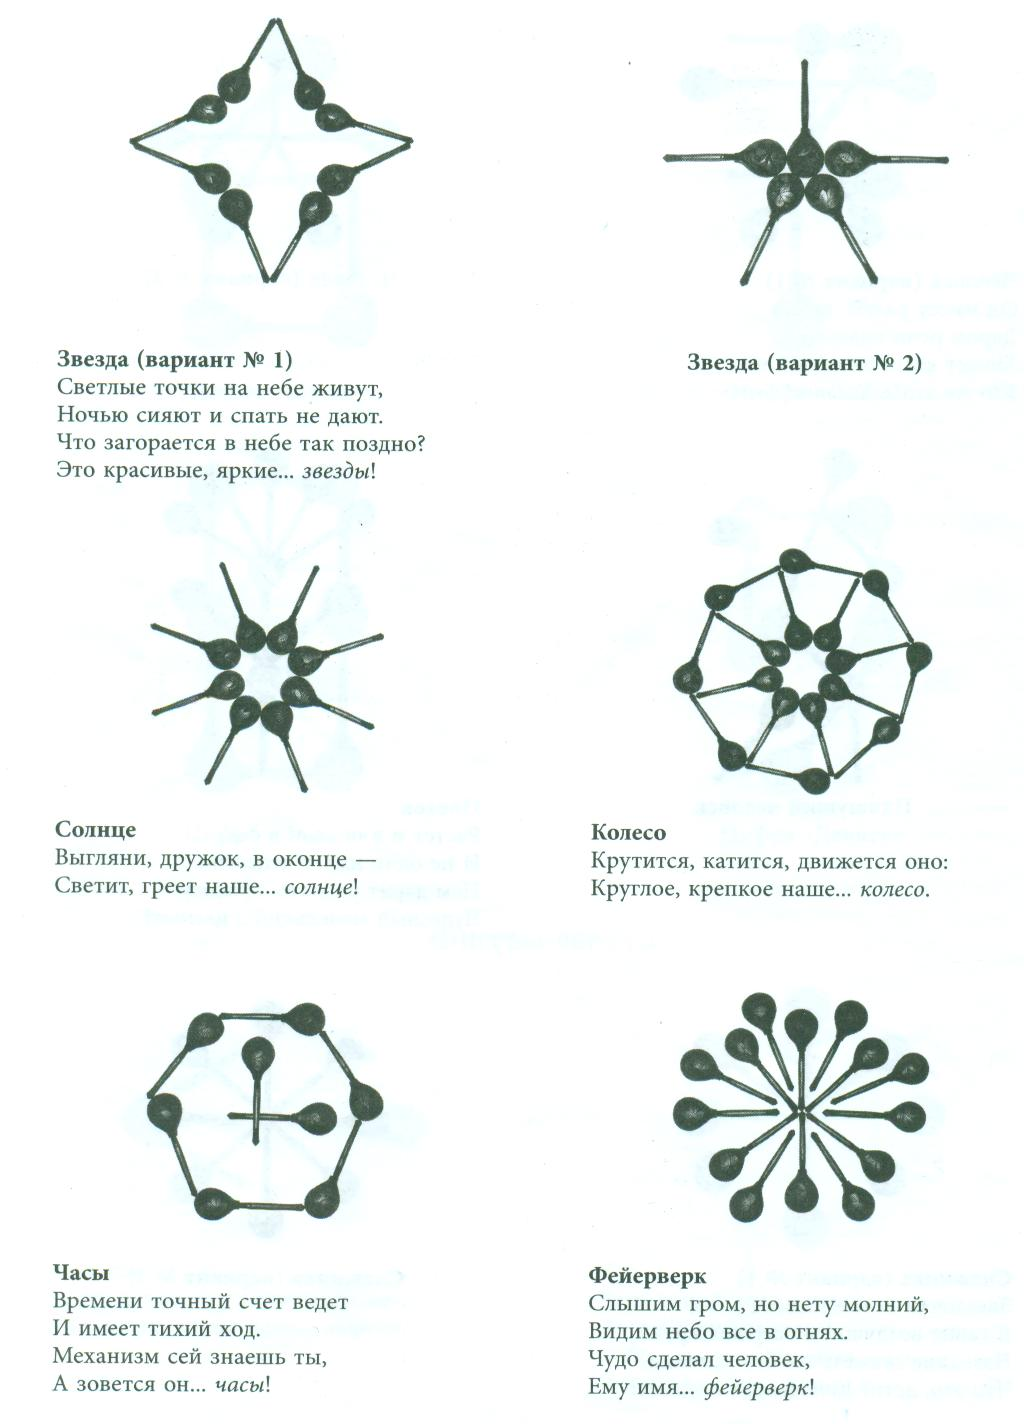 Звезда (вариант № 1)
Светлые точки на небе живут,
Ночью сияют и спать не дают.
Что загорается в небе так поздно?
Это красивые, яркие... звезды!
Звезда (вариант № 2)
Солнце
Выгляни, дружок, в оконце —
Светит, греет наше... солнце!
Колесо
Крутится, катится, движется оно:
Круглое, крепкое наше... колесо.
Часы
Времени точный счет ведет
И имеет тихий ход.
Механизм сей знаешь ты,
А зовется он... часы!
Фейерверк
Слышим гром, но нету молний,
Видим небо все в огнях.
Чудо сделал человек,
Ему имя... фейерверк!